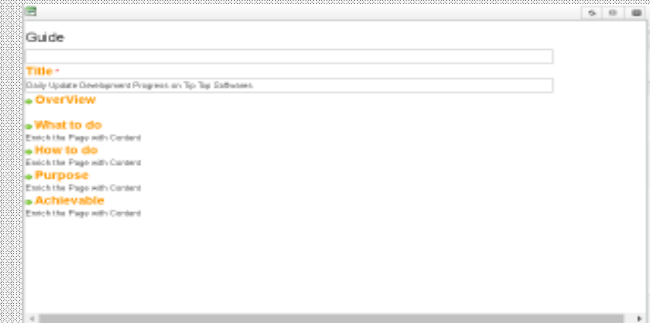 Guide
Title *
Daily Update Development Progress on Tip Top Softwares
OverView
What to do
Enrich the Page with Content
How to do
Enrich the Page with Content
Purpose
Enrich the Page with Content
Achievable
Enrich the Page with Content